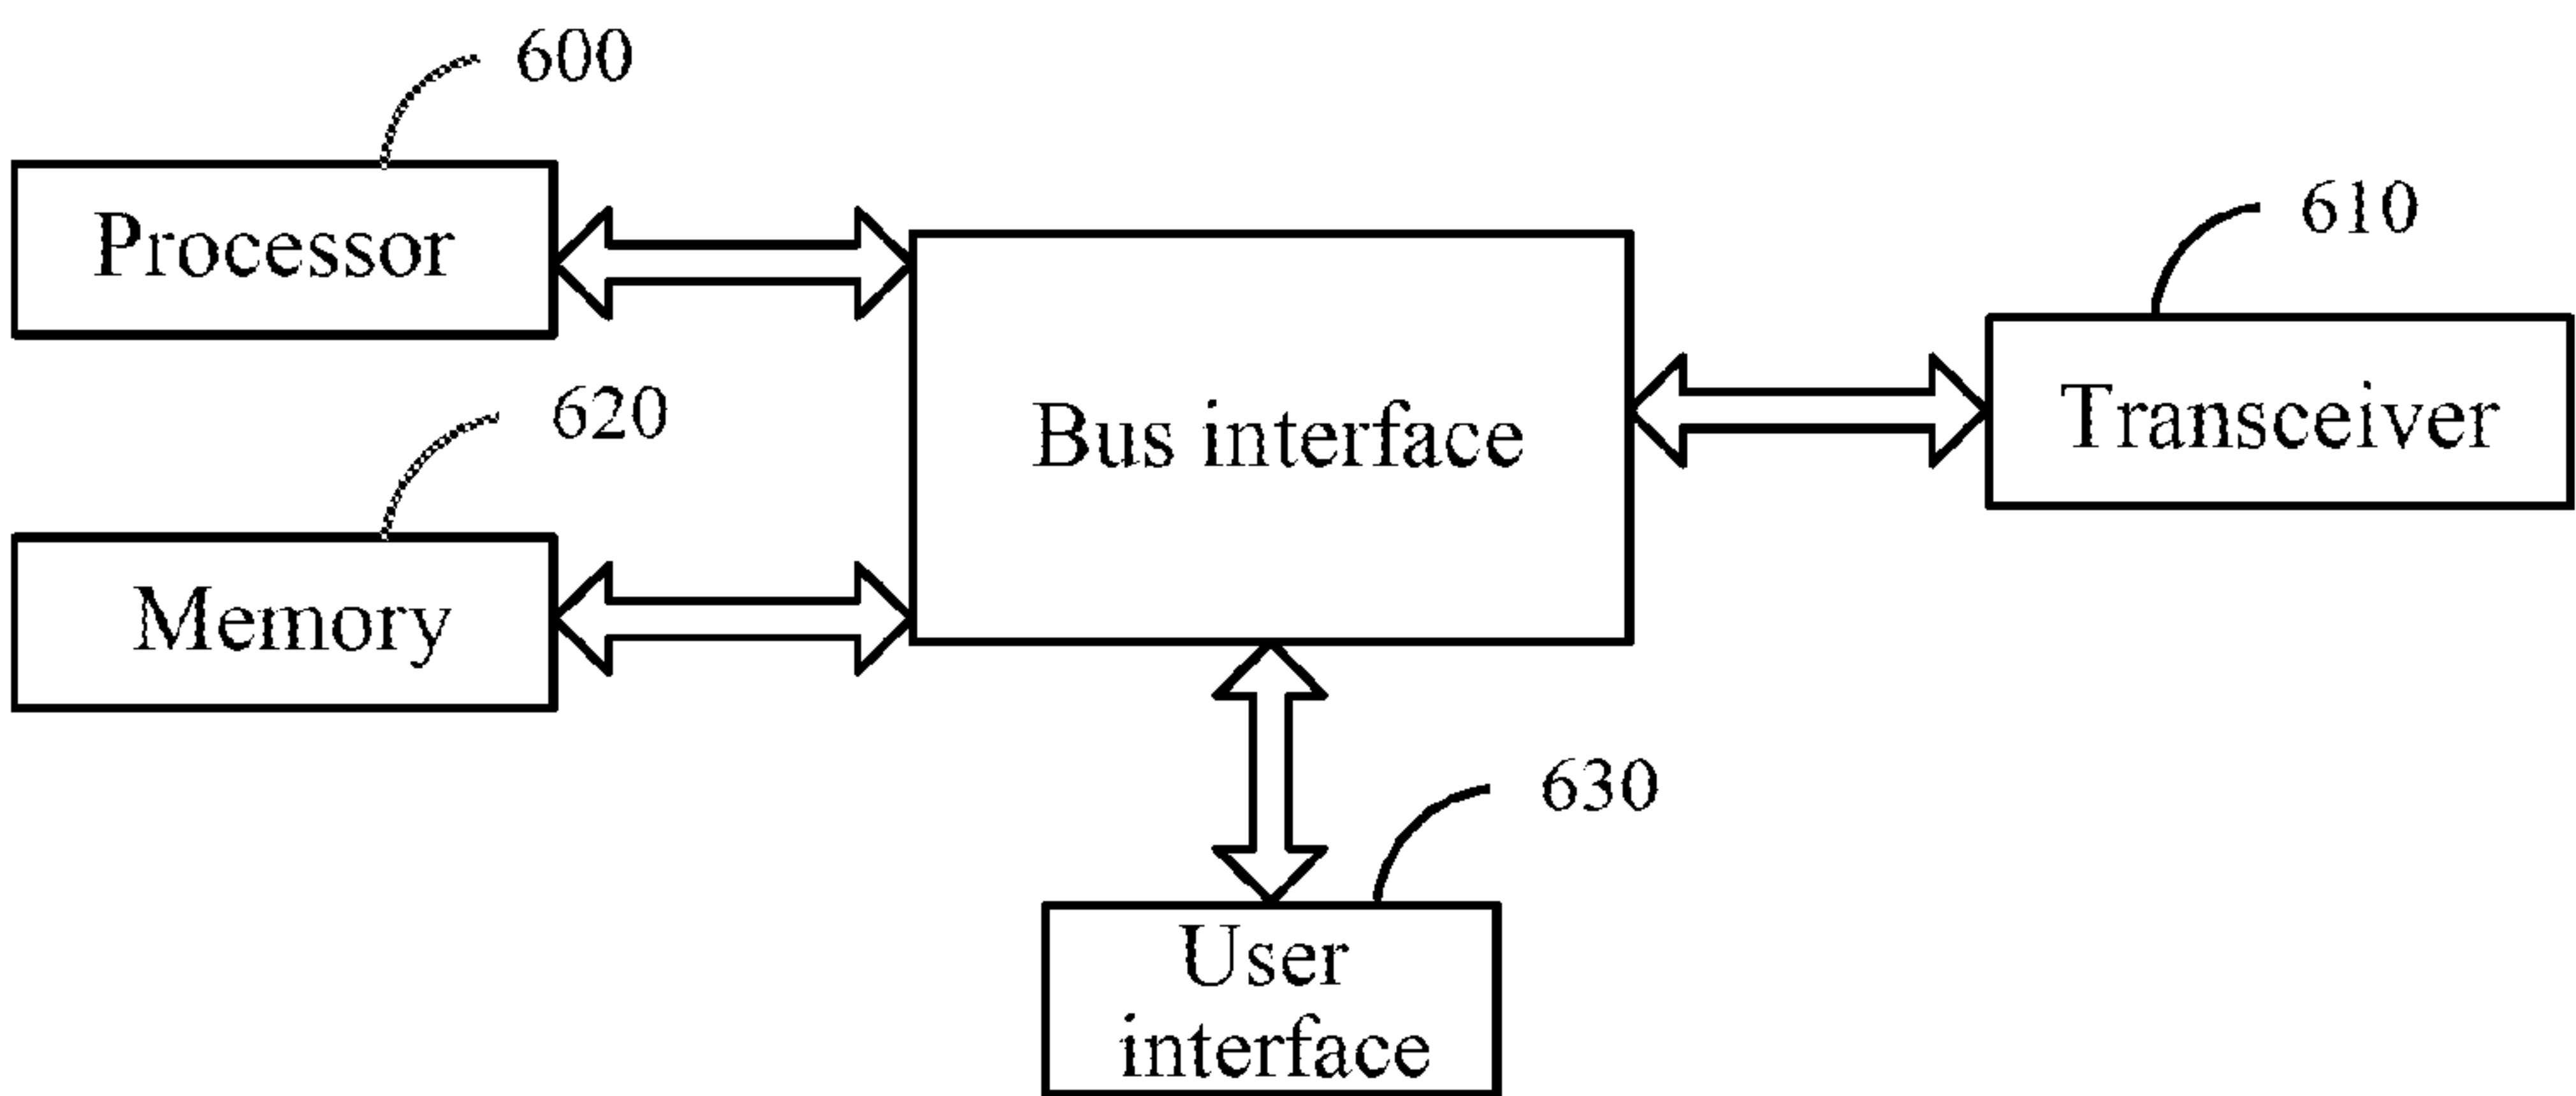 600
Processor
610
620
Bus interface
Transceiver
Memory
630
User
interface